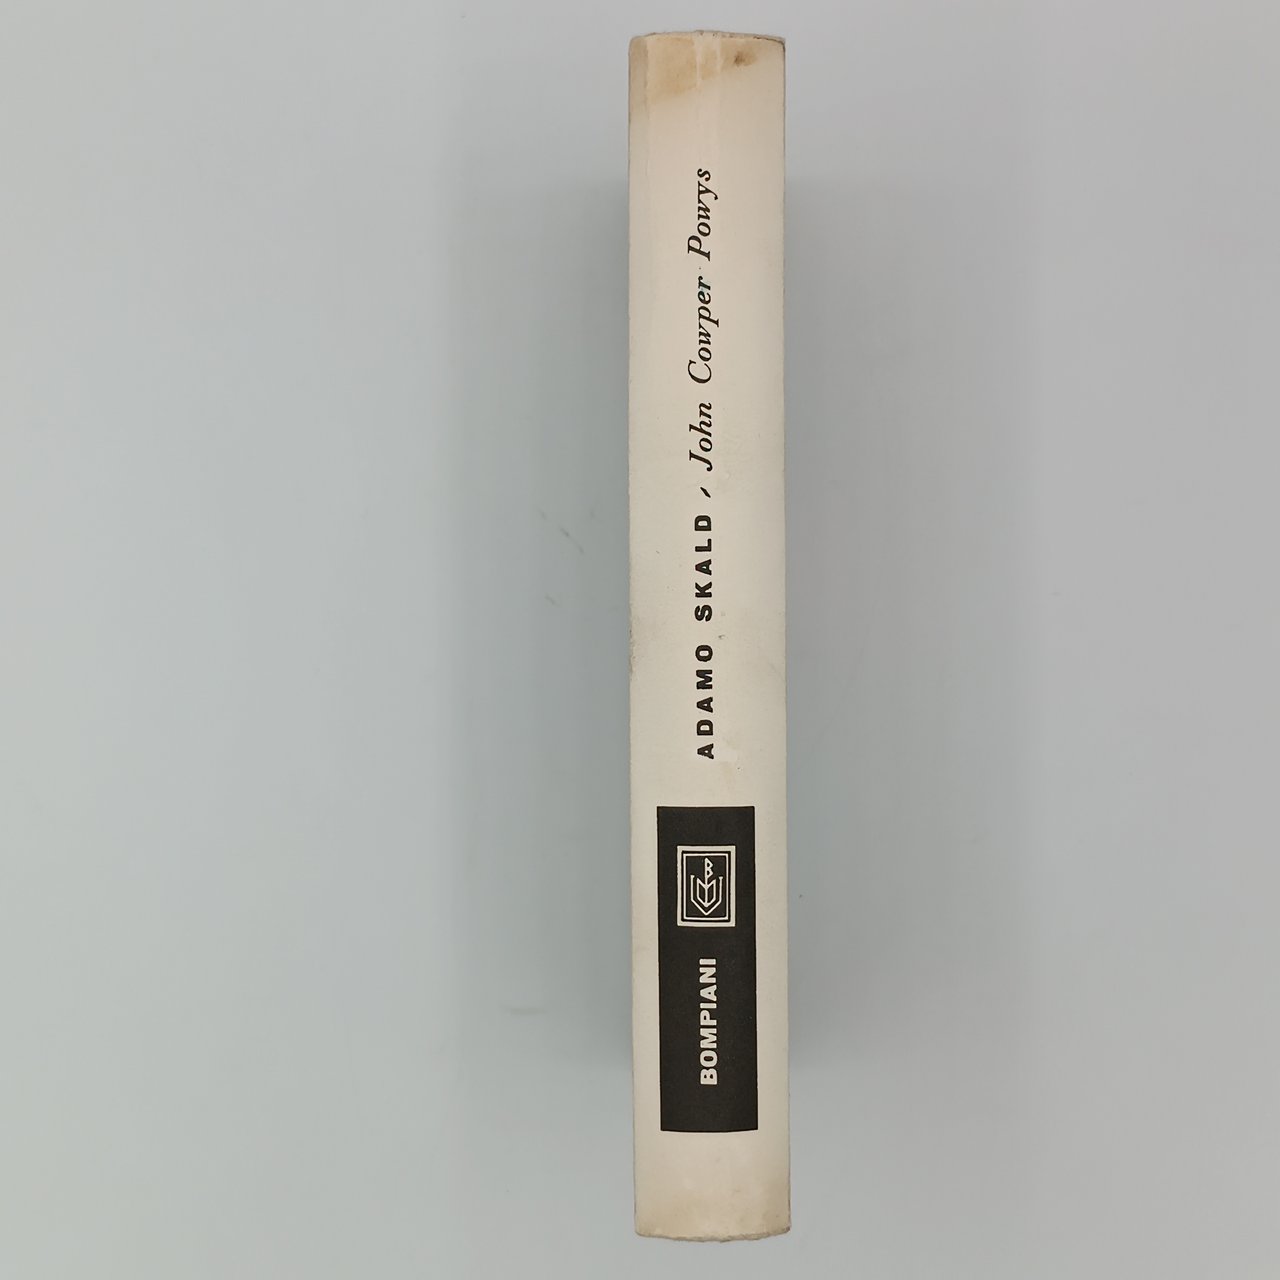 ADAMO SKALD / John Cowper Powys
B
BOMPIANI